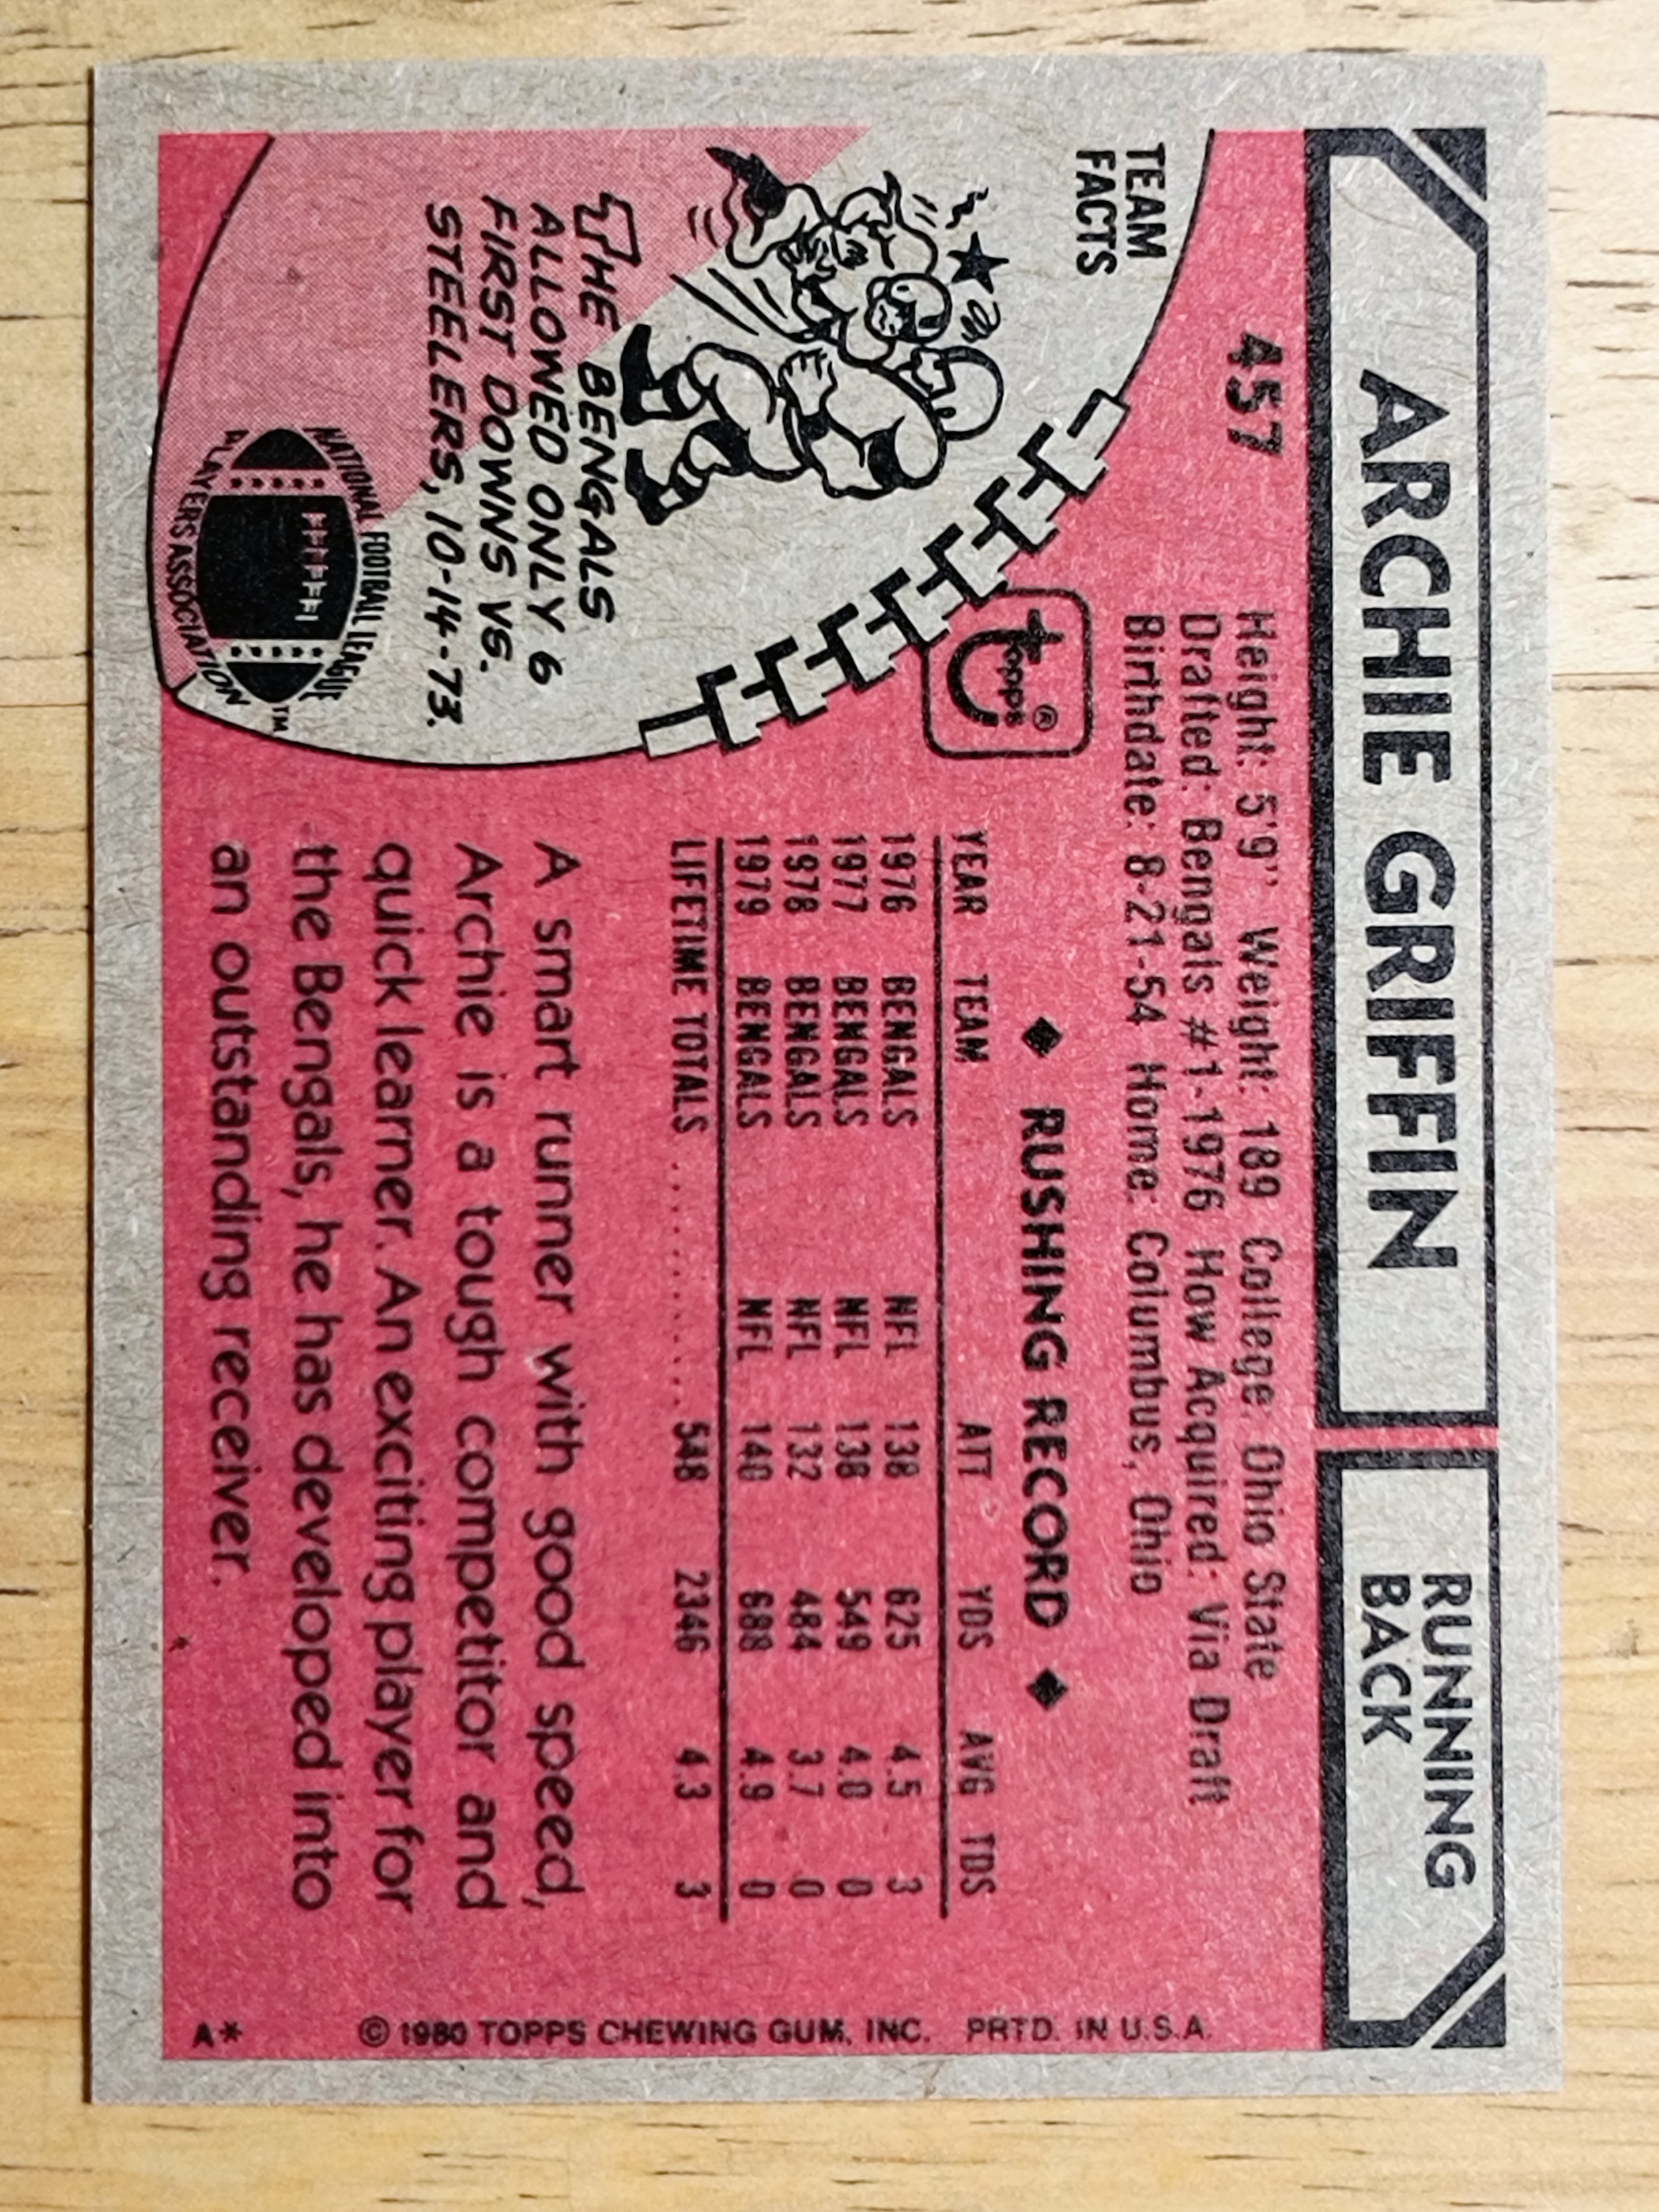 ARCHIE GRIFFIN
RUNNING
BACK
457
Height: 5'9" Weight: 189 College: Ohio State
Drafted: Bengals #1-1976 How Acquired: Via Draft
Birthdate: 8-21-54 Home: Columbus, Ohio
TEAM
FACTS
topps®
THE BENGALS
ALLOWED ONLY 6
FIRST DOWNS VS.
STEELERS, 10-14-73.
NATIONAL FOOTBALL LEAGUE
PLAYERS ASSOCIATION
TM
◆ RUSHING RECORD ◆
YEAR TEAM ATT YDS AVG TDS
1976 BENGALS NFL 138 625 4.5 3
1977 BENGALS NFL 138 549 4.0 0
1978 BENGALS NFL 132 484 3.7 0
1979 BENGALS NFL 140 688 4.9 0
LIFETIME TOTALS .......... 548 2346 4.3 3
A smart runner with good speed,
Archie is a tough competitor and
quick learner. An exciting player for
the Bengals, he has developed into
an outstanding receiver.
© 1980 TOPPS CHEWING GUM, INC. PRTD. IN U.S.A.
A*